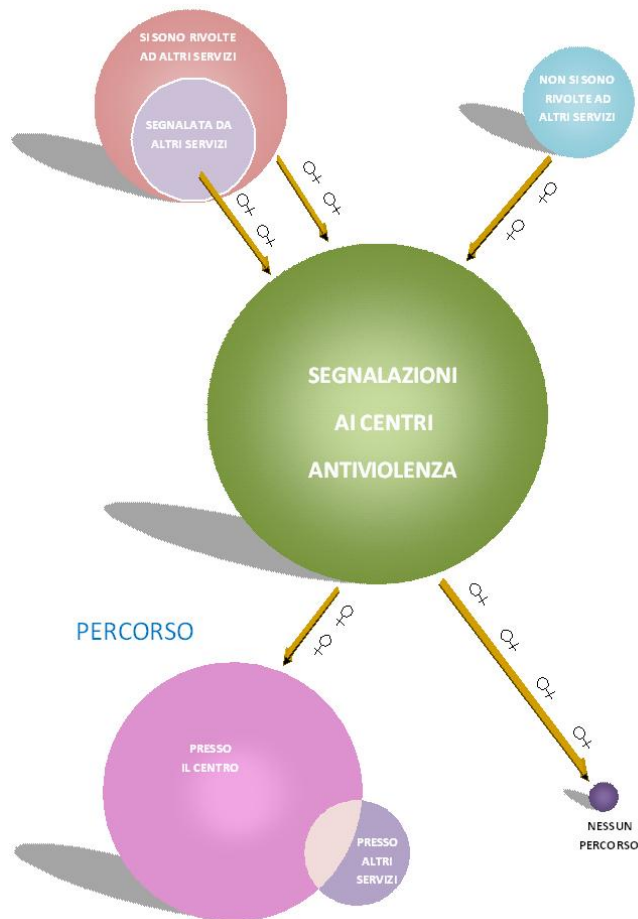 SI SONO RIVOLTE
AD ALTRI SERVIZI
SEGNALATA DA
ALTRI SERVIZI
NON SI SONO
RIVOLTE AD
ALTRI SERVIZI
SEGNALAZIONI
AI CENTRI
ANTIVIOLENZA
PERCORSO
PRESSO
IL CENTRO
PRESSO
ALTRI
SERVIZI
NESSUN
PERCORSO